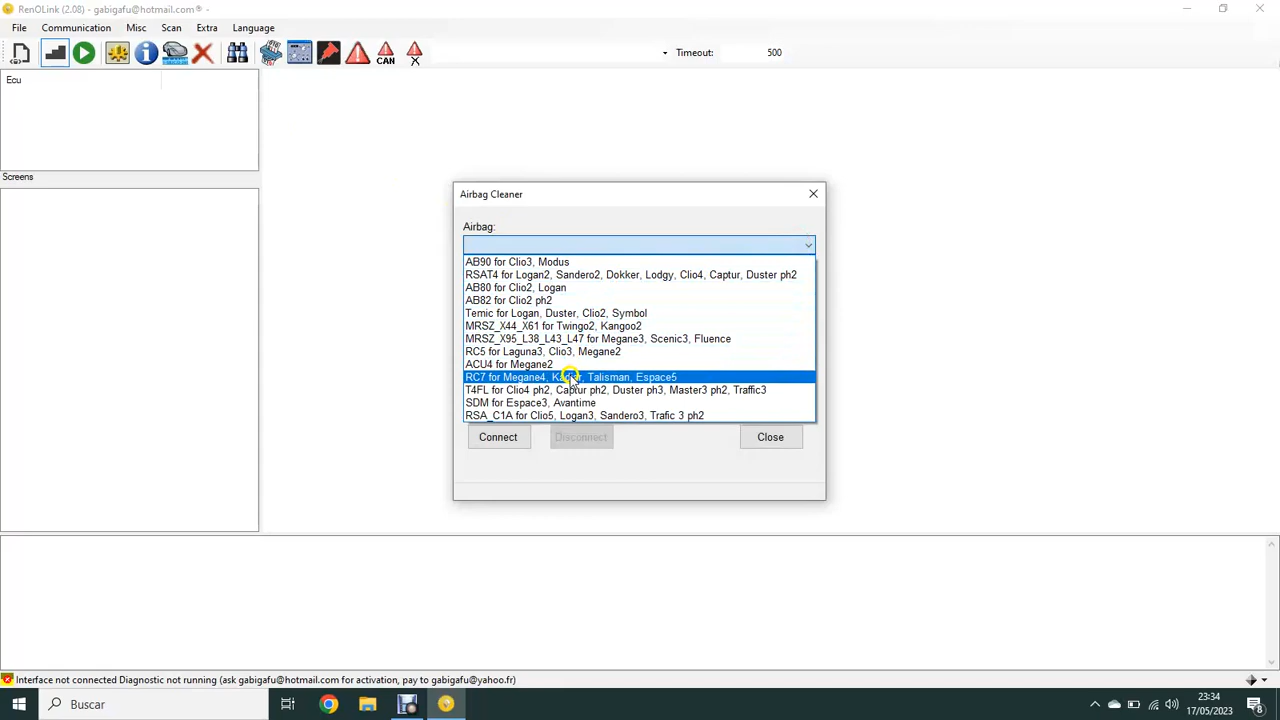 RenOLink (2.08) - gabigafu@hotmail.com® -
File Communication Misc Scan Extra Language
CAN Timeout: 500
Ecu
Screens
Airbag Cleaner
Airbag:
AB90 for Clio3, Modus
RSAT4 for Logan2, Sandero2, Dokker, Lodgy, Clio4, Captur, Duster ph2
AB80 for Clio2, Logan
AB82 for Clio2 ph2
Temic for Logan, Duster, Clio2, Symbol
MRSZ_X44_X61 for Twingo2, Kangoo2
MRSZ_X95_L38_L43_L47 for Megane3, Scenic3, Fluence
RC5 for Laguna3, Clio3, Megane2
ACU4 for Megane2
RC7 for Megane4, Kadjar, Talisman, Espace5
T4FL for Clio4 ph2, Captur ph2, Duster ph3, Master3 ph2, Traffic3
SDM for Espace3, Avantime
RSA_C1A for Clio5, Logan3, Sandero3, Trafic 3 ph2
Connect Disconnect Close
Interface not connected Diagnostic not running (ask gabigafu@hotmail.com for activation, pay to gabigafu@yahoo.fr)
Buscar
23:34
17/05/2023
8